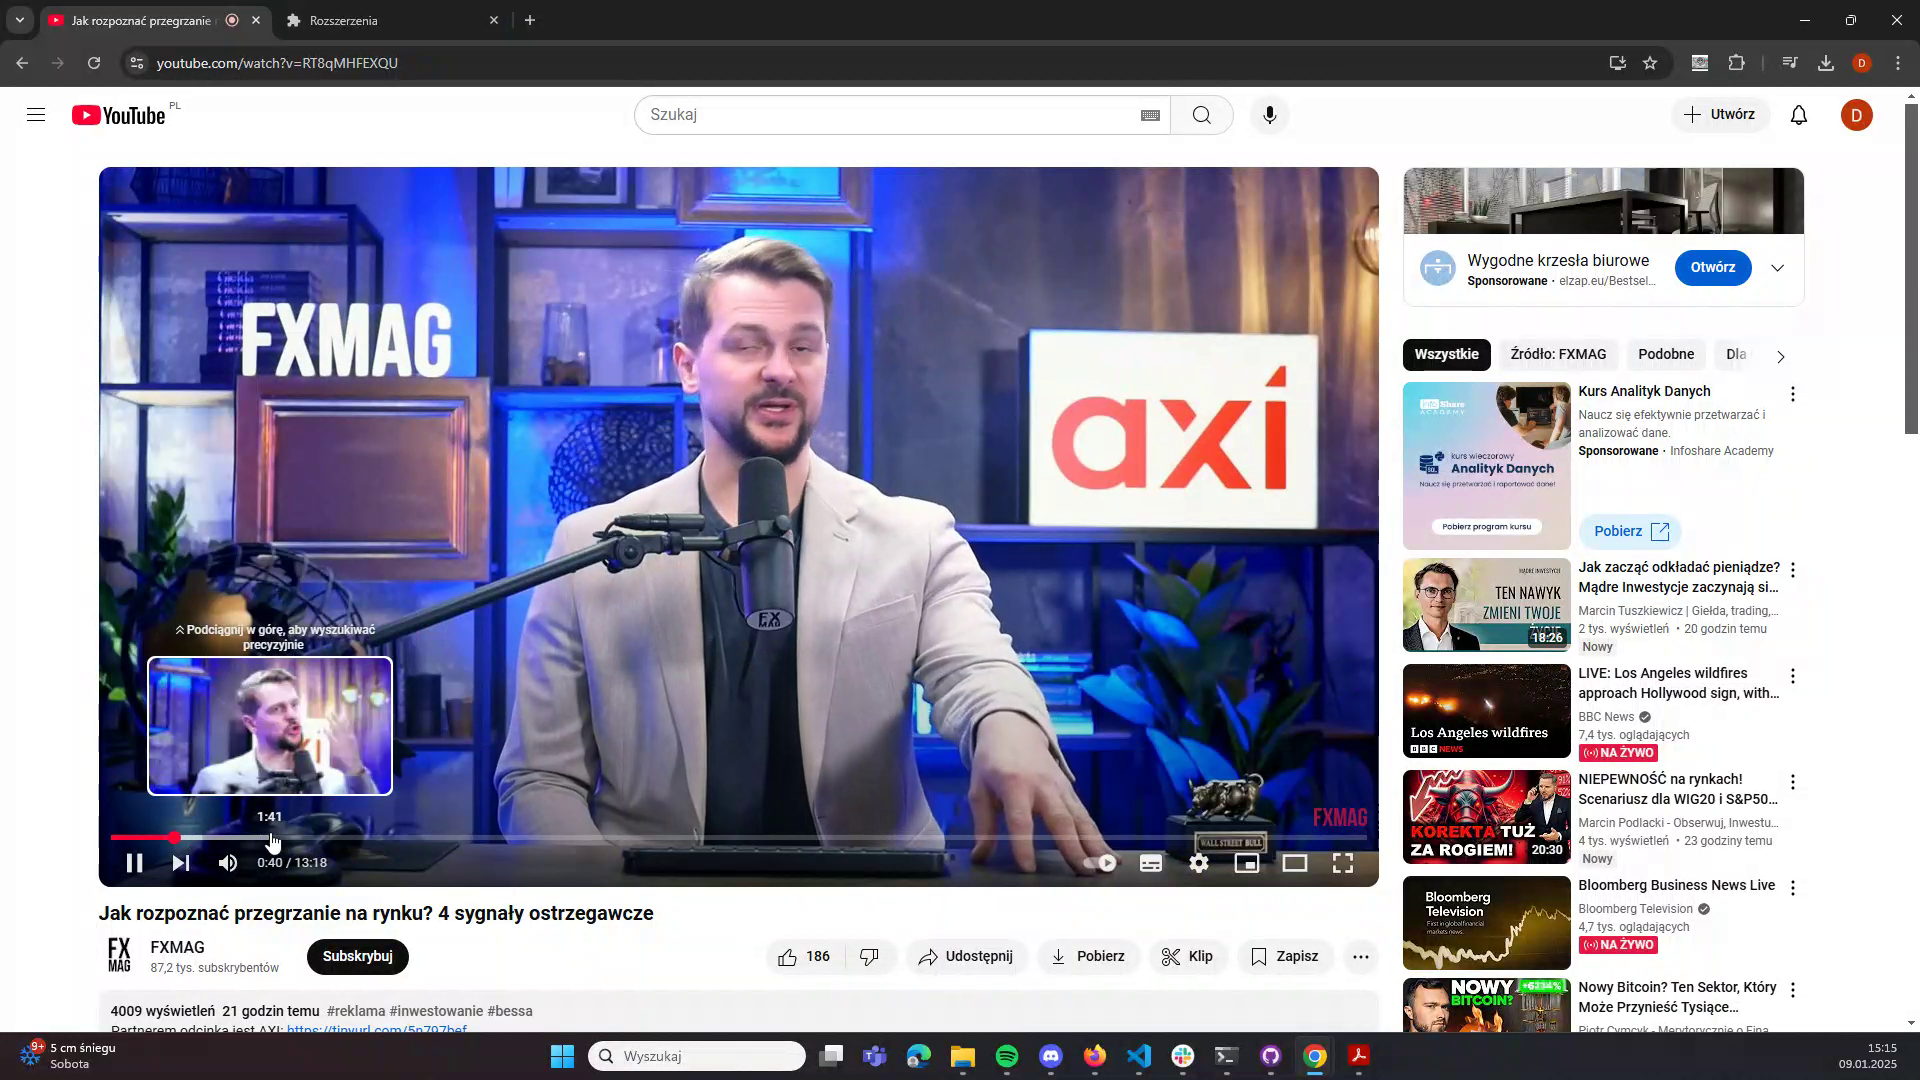 Jak rozpoznać przegrzanie
Rozszerzenia
youtube.com/watch?v=RT8qMHFEXQU
D
YouTube PL
Szukaj
Utwórz
D
FXMAG
axi
FX
MAG
WALL STREET BULL
FXMAG
Podciągnij w górę, aby wyszukiwać
precyzyjnie
1:41
0:40 / 13:18
Jak rozpoznać przegrzanie na rynku? 4 sygnały ostrzegawcze
FX
MAG
FXMAG
87,2 tys. subskrybentów
Subskrybuj
186
Udostępnij
Pobierz
Klip
Zapisz
4009 wyświetleń 21 godzin temu #reklama #inwestowanie #bessa
Partnerem odcinka jest AXI: https://tinyurl.com/5n797bef
Wygodne krzesła biurowe
Sponsorowane · elzap.eu/Bestsel...
Otwórz
Wszystkie
Źródło: FXMAG
Podobne
Dla
Share
ACADEMY
kurs wieczorowy
Analityk Danych
Naucz się przetwarzać i raportować dane!
Pobierz program kursu
Kurs Analityk Danych
Naucz się efektywnie przetwarzać i
analizować dane.
Sponsorowane · Infoshare Academy
Pobierz
MĄDRE INWESTYCJE
TEN NAWYK
ZMIENI TWOJE
18:26
Jak zacząć odkładać pieniądze?
Mądre Inwestycje zaczynają si...
Marcin Tuszkiewicz | Giełda, trading,...
2 tys. wyświetleń • 20 godzin temu
Nowy
Los Angeles wildfires
BBC NEWS
LIVE: Los Angeles wildfires
approach Hollywood sign, with...
BBC News
7,4 tys. oglądających
NA ŻYWO
KOREKTA TUŻ
ZA ROGIEM!
20:30
NIEPEWNOŚĆ na rynkach!
Scenariusz dla WIG20 i S&P50...
Marcin Podlacki - Obserwuj, Inwestu...
4 tys. wyświetleń • 23 godziny temu
Nowy
Bloomberg
Television
Bloomberg Business News Live
Bloomberg Television
4,7 tys. oglądających
NA ŻYWO
NOWY
BITCOIN?
+6234%
Nowy Bitcoin? Ten Sektor, Który
Może Przynieść Tysiące...
Piotr Cymcyk - Merytorycznie o Fina...
9+
5 cm śniegu
Sobota
Wyszukaj
15:15
09.01.2025